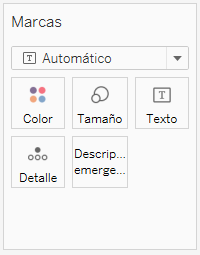 Marcas
T Automático
Color Tamaño Texto
T
Detalle Descrip...
emerge...